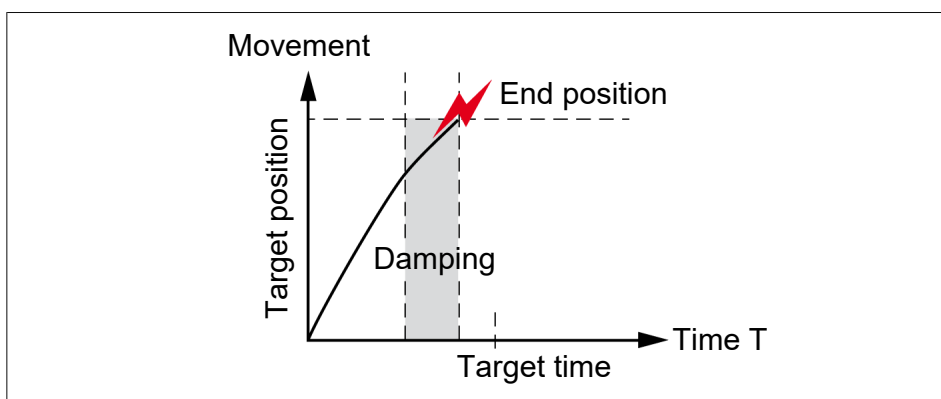 Movement
End position
Target position
Damping
Time T
Target time